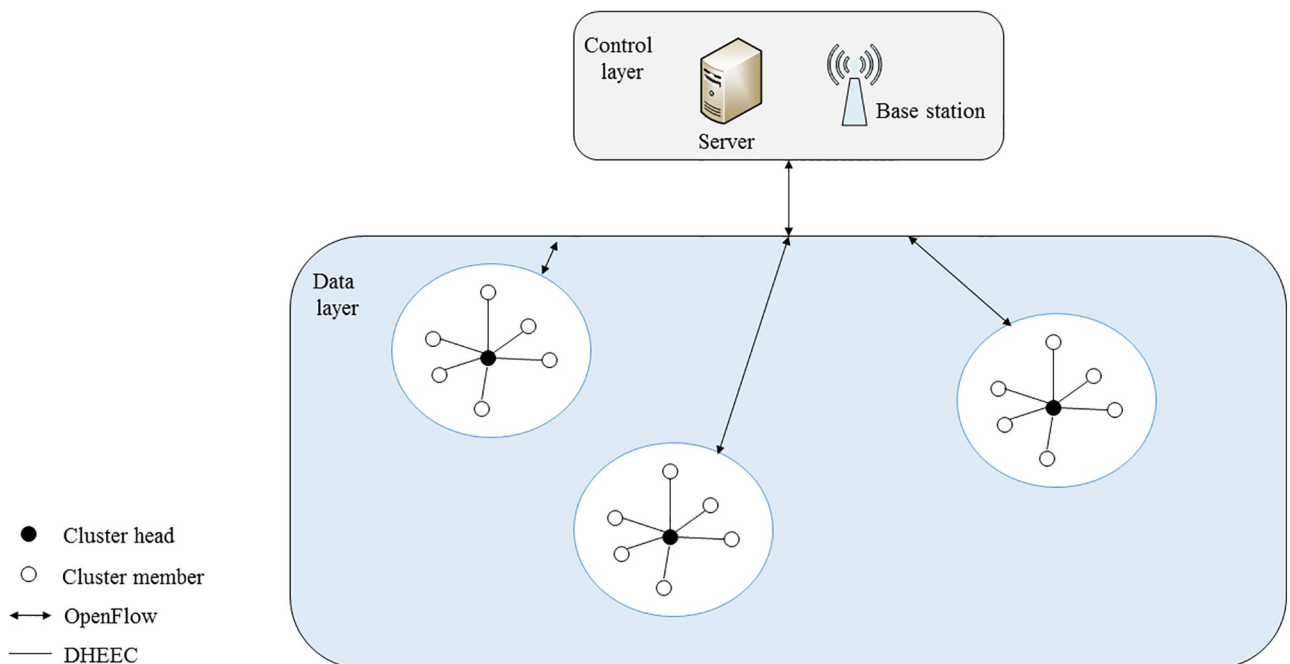 Control
layer
Server
Base station
Data
layer
Cluster head
Cluster member
OpenFlow
DHEEC